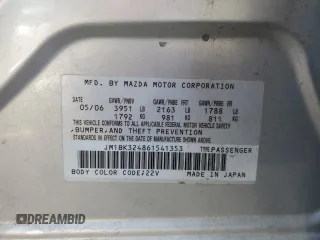 MFD. BY MAZDA MOTOR CORPORATION
05/06 GVWR/PNBV GAWR/PNBE FR/AV GAWR/PNBE RR/AR
3951 LB 2163 LB 1788 LB
1792 KG 981 KG 811 KG
THIS VEHICLE CONFORMS TO ALL APPLICABLE FEDERAL MOTOR VEHICLE SAFETY
,BUMPER,AND THEFT PREVENTION
STANDARDS IN EFFECT ON THE DATE OF MANUFACTURE SHOWN ABOVE.
JM1BK324861541353 TYPE:PASSENGER
BODY COLOR CODE;22V MADE IN JAPAN
DREAMBID